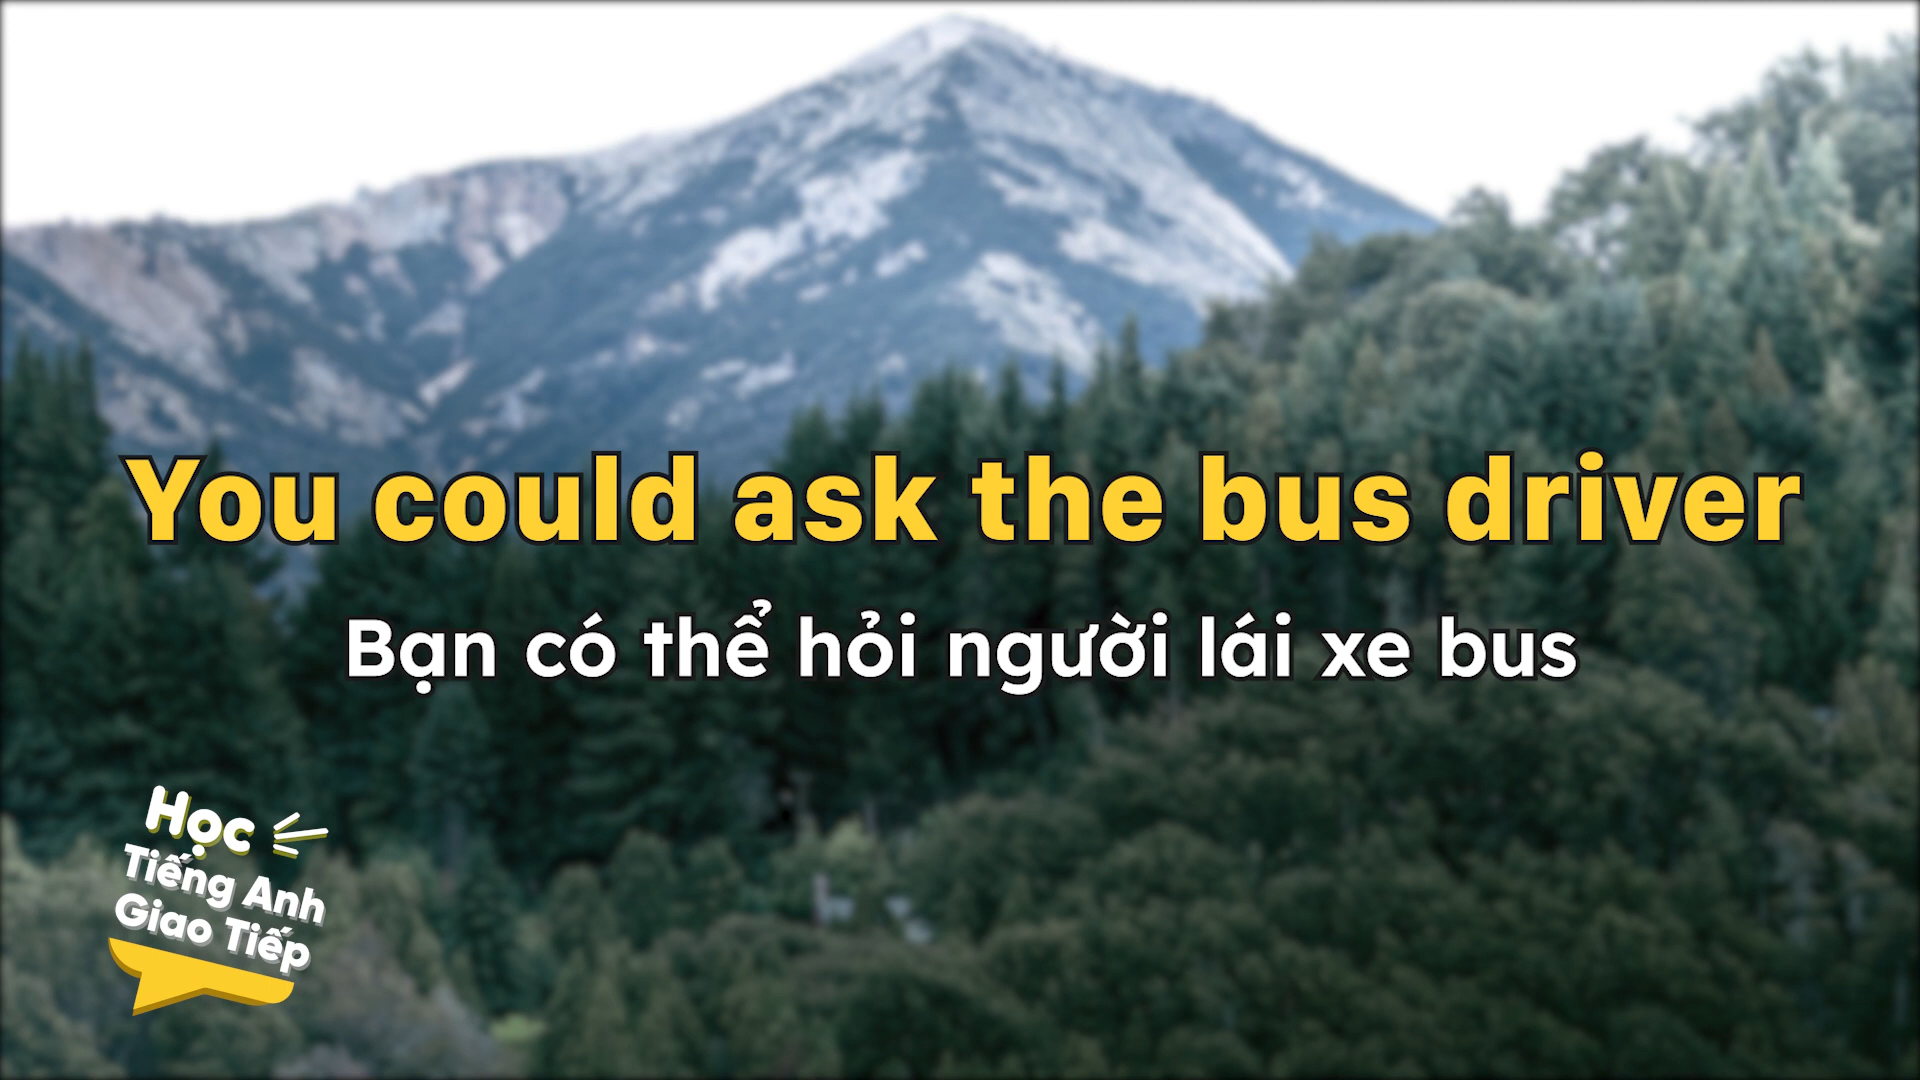 You could ask the bus driver
Bạn có thể hỏi người lái xe bus
Học
Tiếng Anh
Giao Tiếp